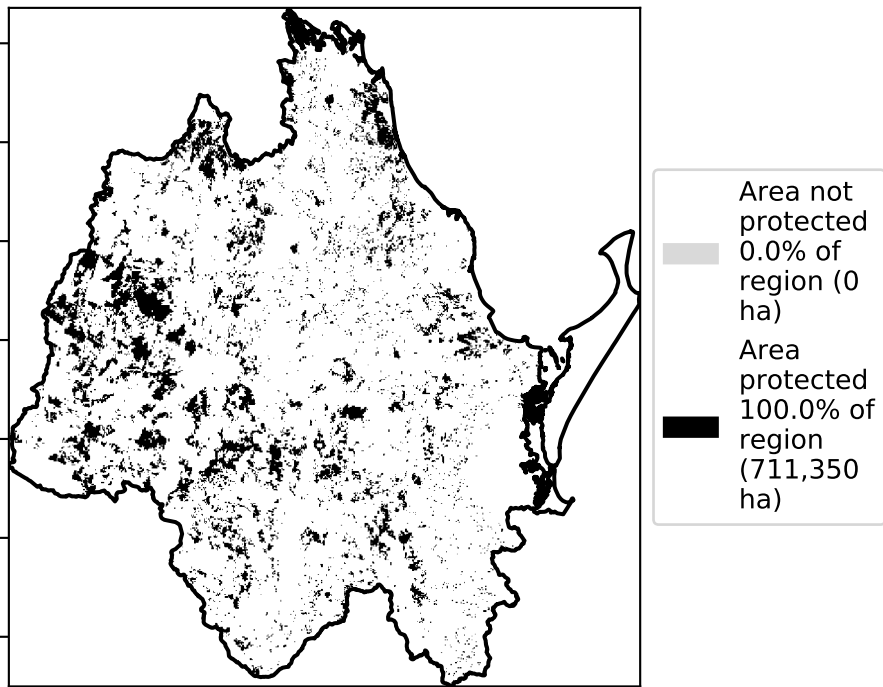 Area not
protected
0.0% of
region (0
ha)
Area
protected
100.0% of
region
(711,350
ha)